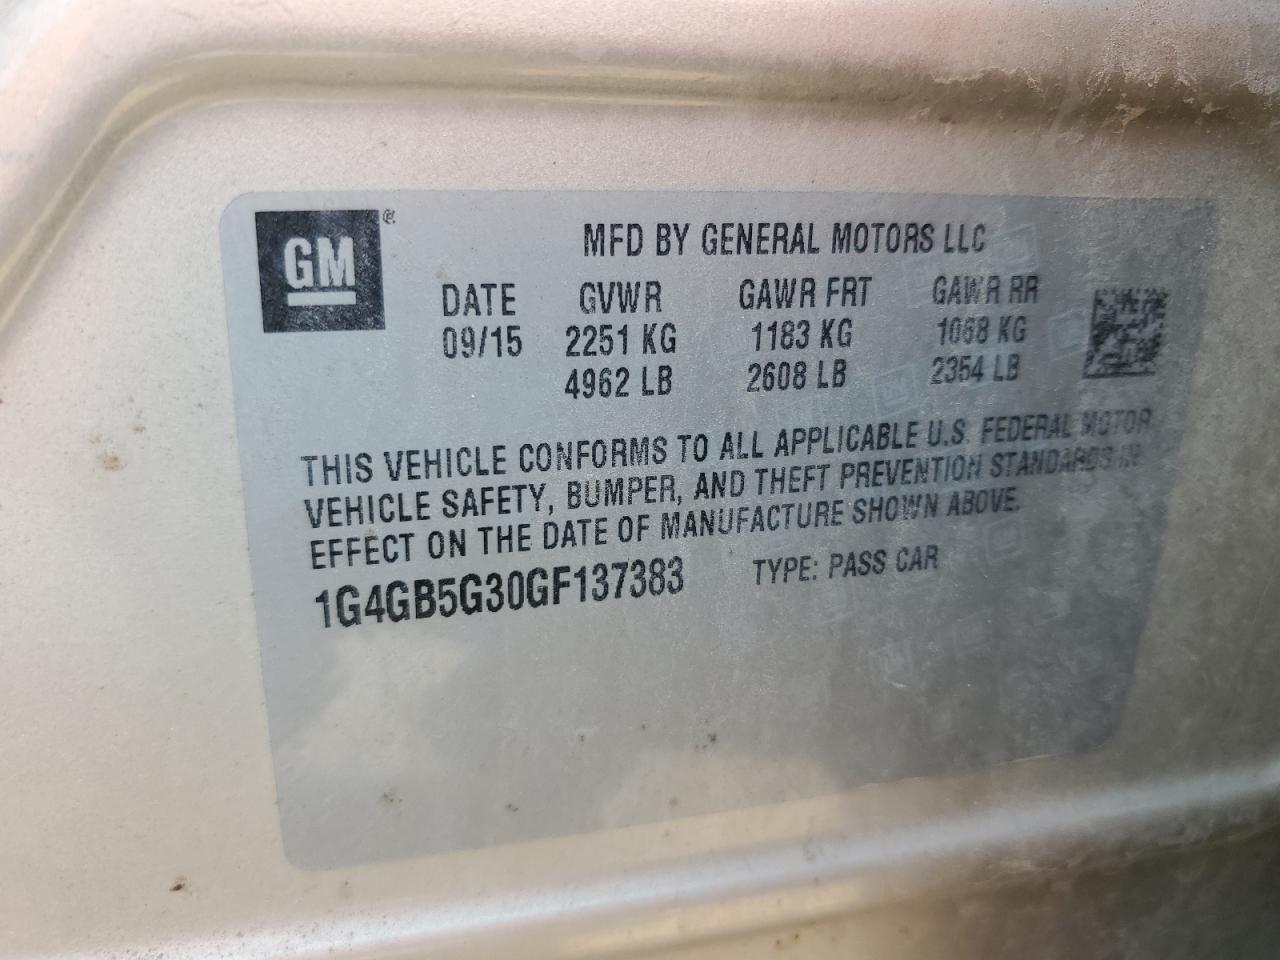 GM
MFD BY GENERAL MOTORS LLC
DATE GVWR GAWR FRT GAWR RR
09/15 2251 KG 1183 KG 1068 KG
4962 LB 2608 LB 2354 LB
THIS VEHICLE CONFORMS TO ALL APPLICABLE U.S. FEDERAL MOTOR
VEHICLE SAFETY, BUMPER, AND THEFT PREVENTION STANDARDS IN
EFFECT ON THE DATE OF MANUFACTURE SHOWN ABOVE.
1G4GB5G30GF137383 TYPE: PASS CAR